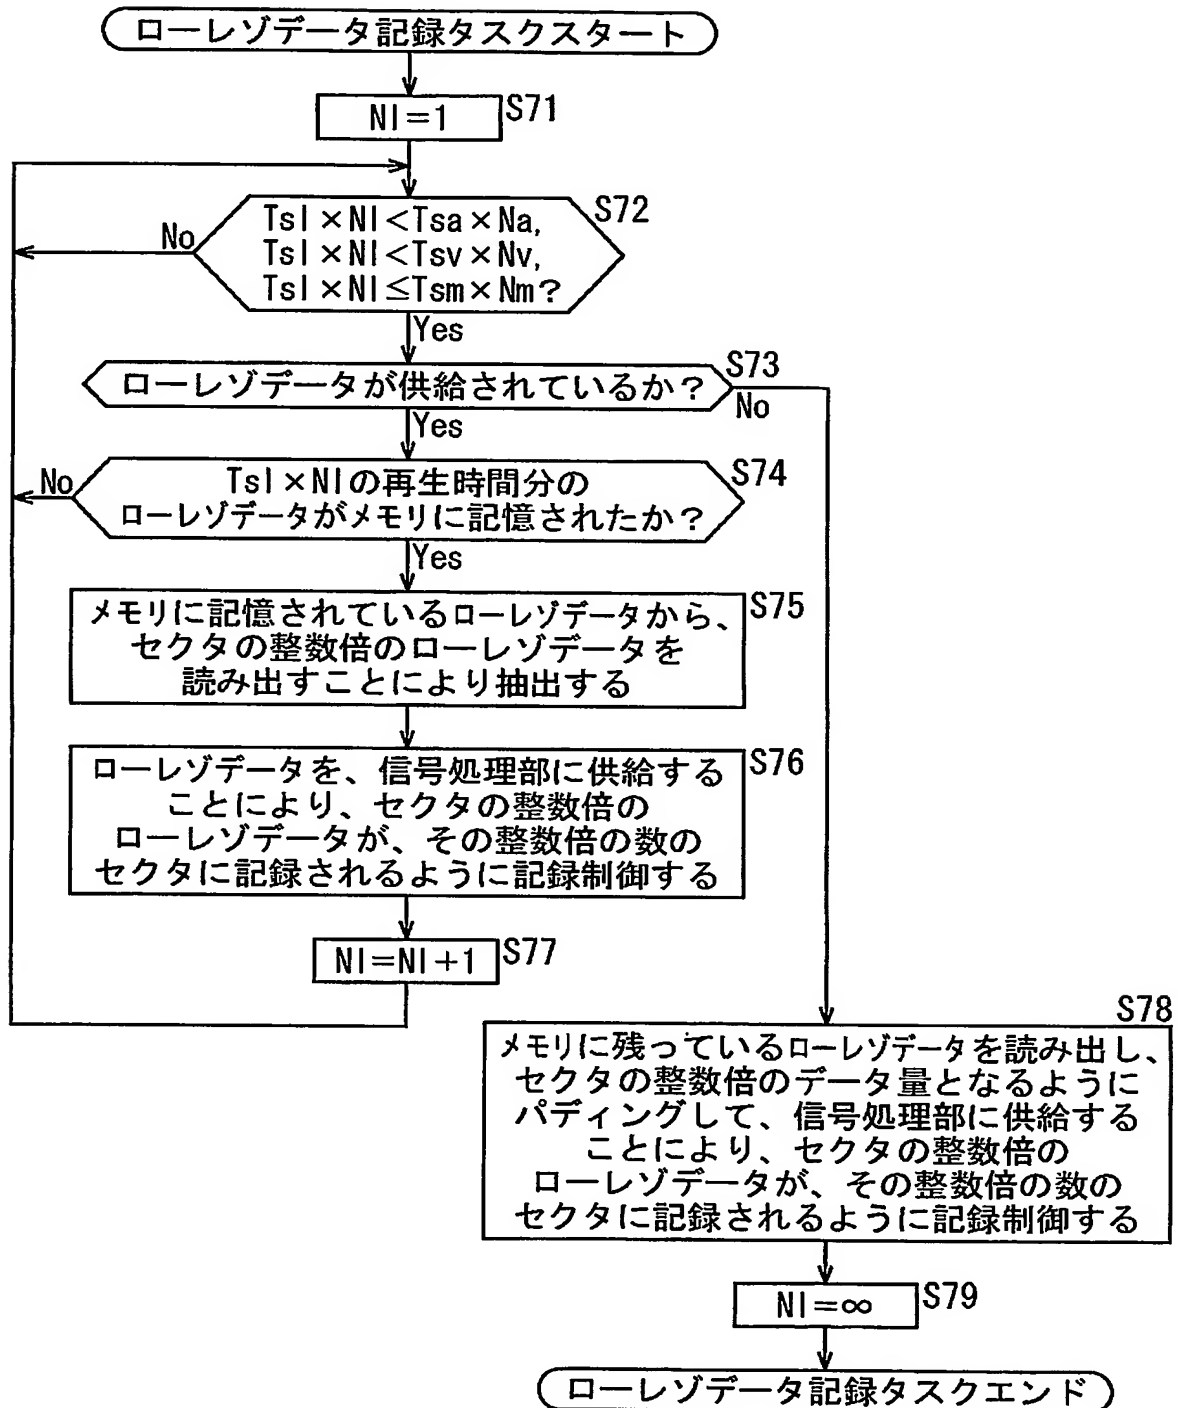 ローレゾデータ記録タスクスタート
Nl=1
S71
Tsl×Nl<Tsa×Na,
Tsl×Nl<Tsv×Nv,
Tsl×Nl≤Tsm×Nm?
S72
No
Yes
ローレゾデータが供給されているか?
S73
No
Yes
Tsl×Nlの再生時間分の
ローレゾデータがメモリに記憶されたか?
S74
No
Yes
メモリに記憶されているローレゾデータから、
セクタの整数倍のローレゾデータを
読み出すことにより抽出する
S75
ローレゾデータを、信号処理部に供給する
ことにより、セクタの整数倍の
ローレゾデータが、その整数倍の数の
セクタに記録されるように記録制御する
S76
Nl=Nl+1
S77
S78
メモリに残っているローレゾデータを読み出し、
セクタの整数倍のデータ量となるように
パディングして、信号処理部に供給する
ことにより、セクタの整数倍の
ローレゾデータが、その整数倍の数の
セクタに記録されるように記録制御する
Nl=∞
S79
ローレゾデータ記録タスクエンド